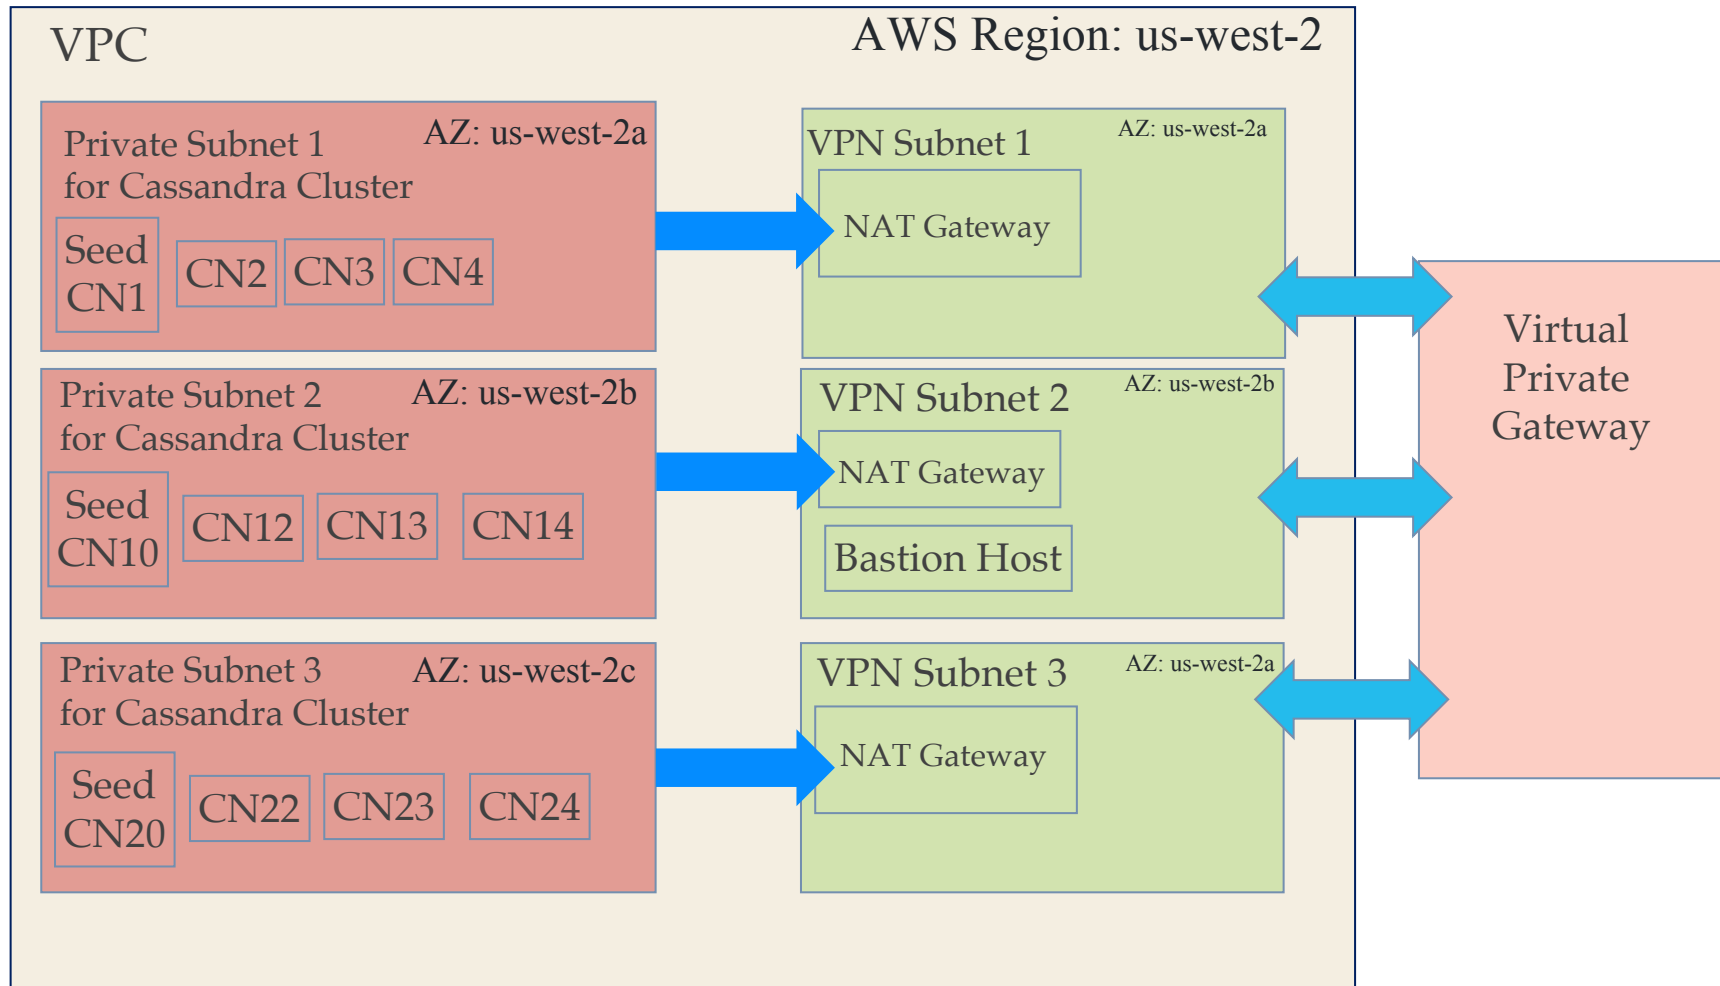 VPC
AWS Region: us-west-2
Private Subnet 1
for Cassandra Cluster
AZ: us-west-2a
Seed
CN1
CN2
CN3
CN4
VPN Subnet 1
AZ: us-west-2a
NAT Gateway
Private Subnet 2
for Cassandra Cluster
AZ: us-west-2b
Seed
CN10
CN12
CN13
CN14
VPN Subnet 2
AZ: us-west-2b
NAT Gateway
Bastion Host
Private Subnet 3
for Cassandra Cluster
AZ: us-west-2c
Seed
CN20
CN22
CN23
CN24
VPN Subnet 3
AZ: us-west-2a
NAT Gateway
Virtual
Private
Gateway